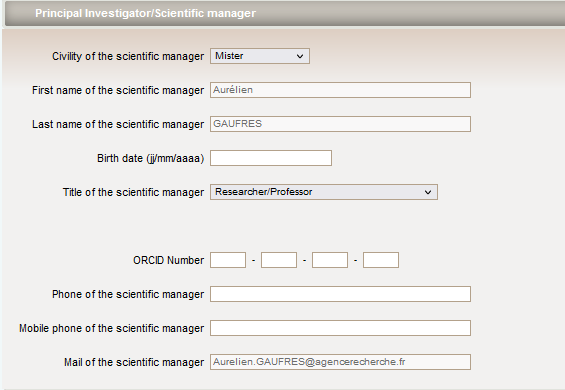 Principal Investigator/Scientific manager
Civility of the scientific manager Mister
First name of the scientific manager Aurélien
Last name of the scientific manager GAUFRES
Birth date (jj/mm/aaaa)
Title of the scientific manager Researcher/Professor
ORCID Number - - -
Phone of the scientific manager
Mobile phone of the scientific manager
Mail of the scientific manager Aurelien.GAUFRES@agencerecherche.fr